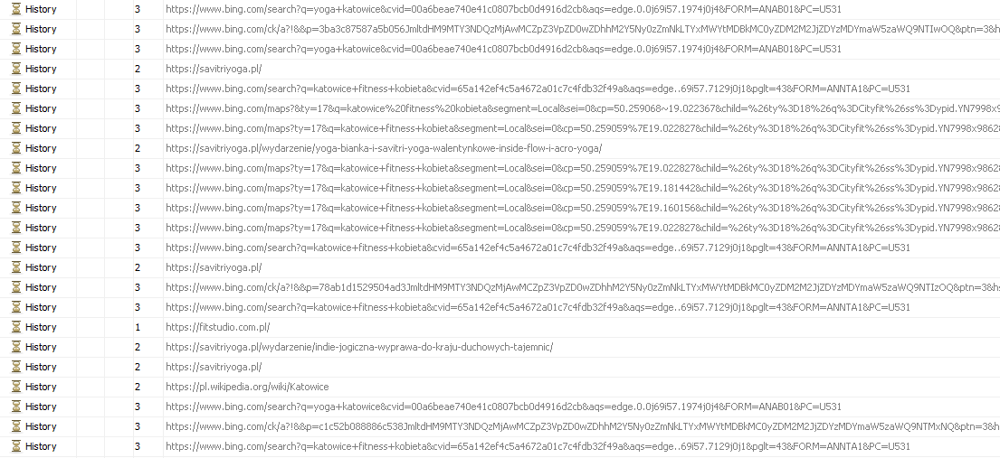 History 3 https://www.bing.com/search?q=yoga+katowice&cvid=00a6beae740e41c0807bcb0d4916d2cb&aqs=edge.0.0j69i57.1974j0j4&FORM=ANAB01&PC=U531
History 3 https://www.bing.com/ck/a?!&&p=3ba3c87587a5b056JmltdHM9MTY3NDQzMjAwMCZpZ3VpZD0wZDhhM2Y5Ny0zZmNkLTYxMWYtMDBkMC0yZDM2M2JjZDYzMDYmaW5zaWQ9NTIwOQ&ptn=3&h
History 3 https://www.bing.com/search?q=yoga+katowice&cvid=00a6beae740e41c0807bcb0d4916d2cb&aqs=edge.0.0j69i57.1974j0j4&FORM=ANAB01&PC=U531
History 2 https://savitriyoga.pl/
History 3 https://www.bing.com/search?q=katowice+fitness+kobieta&cvid=65a142ef4c5a4672a01c7c4fdb32f49a&aqs=edge..69i57.7129j0j1&pglt=43&FORM=ANNTA1&PC=U531
History 3 https://www.bing.com/maps?&ty=17&q=katowice%20fitness%20kobieta&segment=Local&sei=0&cp=50.259068~19.022367&child=%26ty%3D18%26q%3DCityfit%26ss%3Dypid.YN7998x9
History 3 https://www.bing.com/maps?ty=17&q=katowice+fitness+kobieta&segment=Local&sei=0&cp=50.259059%7E19.022827&child=%26ty%3D18%26q%3DCityfit%26ss%3Dypid.YN7998x9862
History 2 https://savitriyoga.pl/wydarzenie/yoga-bianka-i-savitri-yoga-walentynkowe-inside-flow-i-acro-yoga/
History 3 https://www.bing.com/maps?ty=17&q=katowice+fitness+kobieta&segment=Local&sei=0&cp=50.259059%7E19.022827&child=%26ty%3D18%26q%3DCityfit%26ss%3Dypid.YN7998x9862
History 3 https://www.bing.com/maps?ty=17&q=katowice+fitness+kobieta&segment=Local&sei=0&cp=50.259059%7E19.181442&child=%26ty%3D18%26q%3DCityfit%26ss%3Dypid.YN7998x9862
History 3 https://www.bing.com/maps?ty=17&q=katowice+fitness+kobieta&segment=Local&sei=0&cp=50.259059%7E19.160156&child=%26ty%3D18%26q%3DCityfit%26ss%3Dypid.YN7998x9862
History 3 https://www.bing.com/maps?ty=17&q=katowice+fitness+kobieta&segment=Local&sei=0&cp=50.259059%7E19.022827&child=%26ty%3D18%26q%3DCityfit%26ss%3Dypid.YN7998x9862
History 3 https://www.bing.com/search?q=katowice+fitness+kobieta&cvid=65a142ef4c5a4672a01c7c4fdb32f49a&aqs=edge..69i57.7129j0j1&pglt=43&FORM=ANNTA1&PC=U531
History 2 https://savitriyoga.pl/
History 3 https://www.bing.com/ck/a?!&&p=78ab1d1529504ad3JmltdHM9MTY3NDQzMjAwMCZpZ3VpZD0wZDhhM2Y5Ny0zZmNkLTYxMWYtMDBkMC0yZDM2M2JjZDYzMDYmaW5zaWQ9NTIzOQ&ptn=3&hs
History 3 https://www.bing.com/search?q=katowice+fitness+kobieta&cvid=65a142ef4c5a4672a01c7c4fdb32f49a&aqs=edge..69i57.7129j0j1&pglt=43&FORM=ANNTA1&PC=U531
History 1 https://fitstudio.com.pl/
History 2 https://savitriyoga.pl/wydarzenie/indie-jogiczna-wyprawa-do-kraju-duchowych-tajemnic/
History 2 https://savitriyoga.pl/
History 2 https://pl.wikipedia.org/wiki/Katowice
History 3 https://www.bing.com/search?q=yoga+katowice&cvid=00a6beae740e41c0807bcb0d4916d2cb&aqs=edge.0.0j69i57.1974j0j4&FORM=ANAB01&PC=U531
History 3 https://www.bing.com/ck/a?!&&p=c1c52b088886c538JmltdHM9MTY3NDQzMjAwMCZpZ3VpZD0wZDhhM2Y5Ny0zZmNkLTYxMWYtMDBkMC0yZDM2M2JjZDYzMDYmaW5zaWQ9NTMxNQ&ptn=3&h
History 3 https://www.bing.com/search?q=katowice+fitness+kobieta&cvid=65a142ef4c5a4672a01c7c4fdb32f49a&aqs=edge..69i57.7129j0j1&pglt=43&FORM=ANNTA1&PC=U531